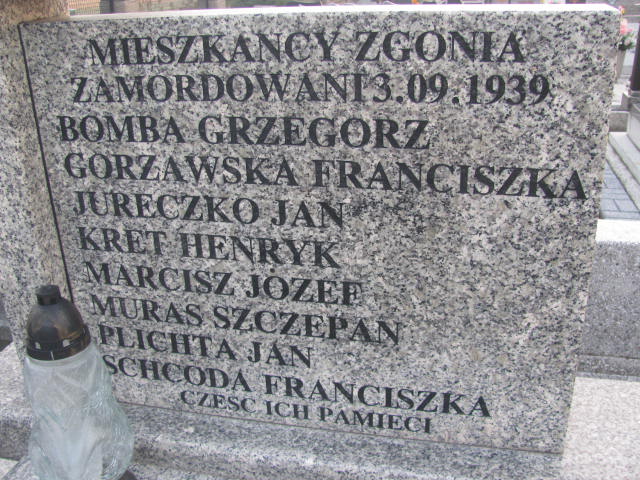 MIESZKANCY ZGONIA
ZAMORDOWANI 3.09.1939
BOMBA GRZEGORZ
GORZAWSKA FRANCISZKA
JURECZKO JAN
KRET HENRYK
MARCISZ JOZEF
MURAS SZCZEPAN
PLICHTA JAN
SCHCODA FRANCISZKA
CZESC ICH PAMIECI